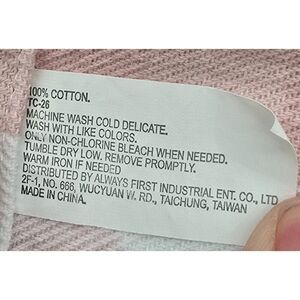 100% COTTON.
TC-26
MACHINE WASH COLD DELICATE.
WASH WITH LIKE COLORS.
ONLY NON-CHLORINE BLEACH WHEN NEEDED.
TUMBLE DRY LOW. REMOVE PROMPTLY.
WARM IRON IF NEEDED
DISTRIBUTED BY ALWAYS FIRST INDUSTRIAL ENT. CO., LTD
2F-1, NO. 666, WUCYUAN W. RD., TAICHUNG, TAIWAN
MADE IN CHINA.